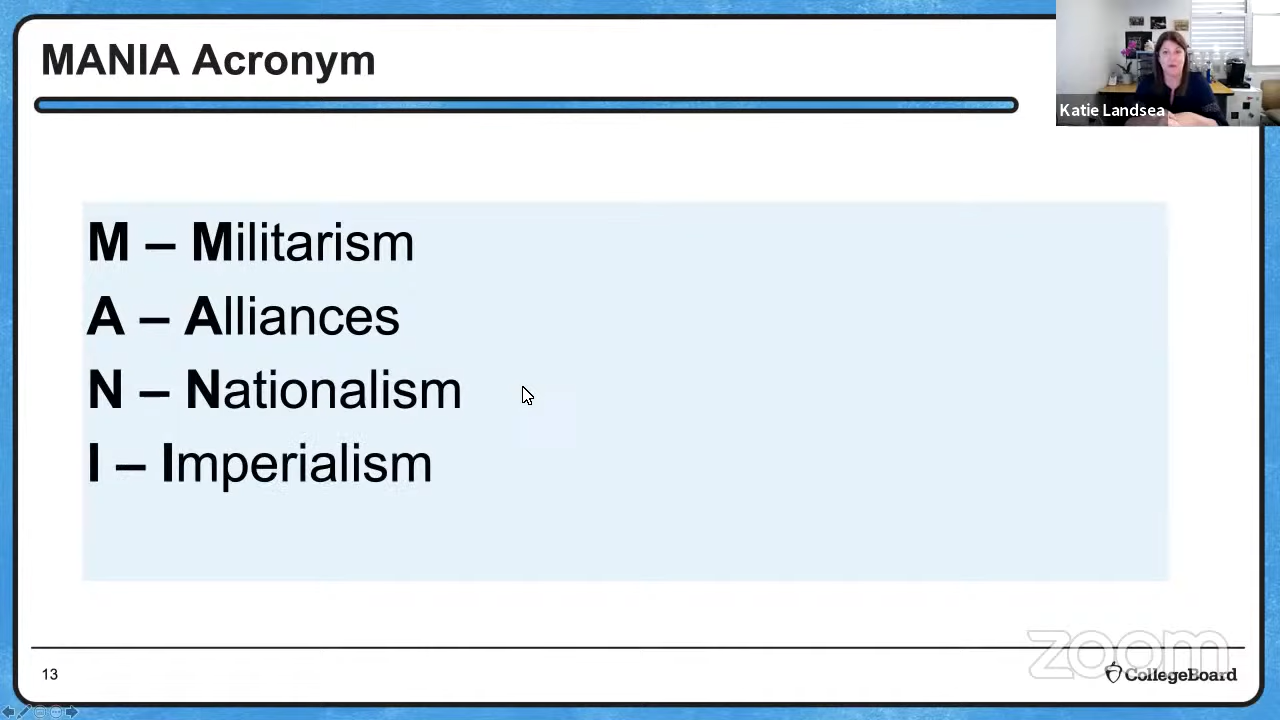 MANIA Acronym
Katie Landsea
M – Militarism
A – Alliances
N – Nationalism
I – Imperialism
zoom
13
CollegeBoard